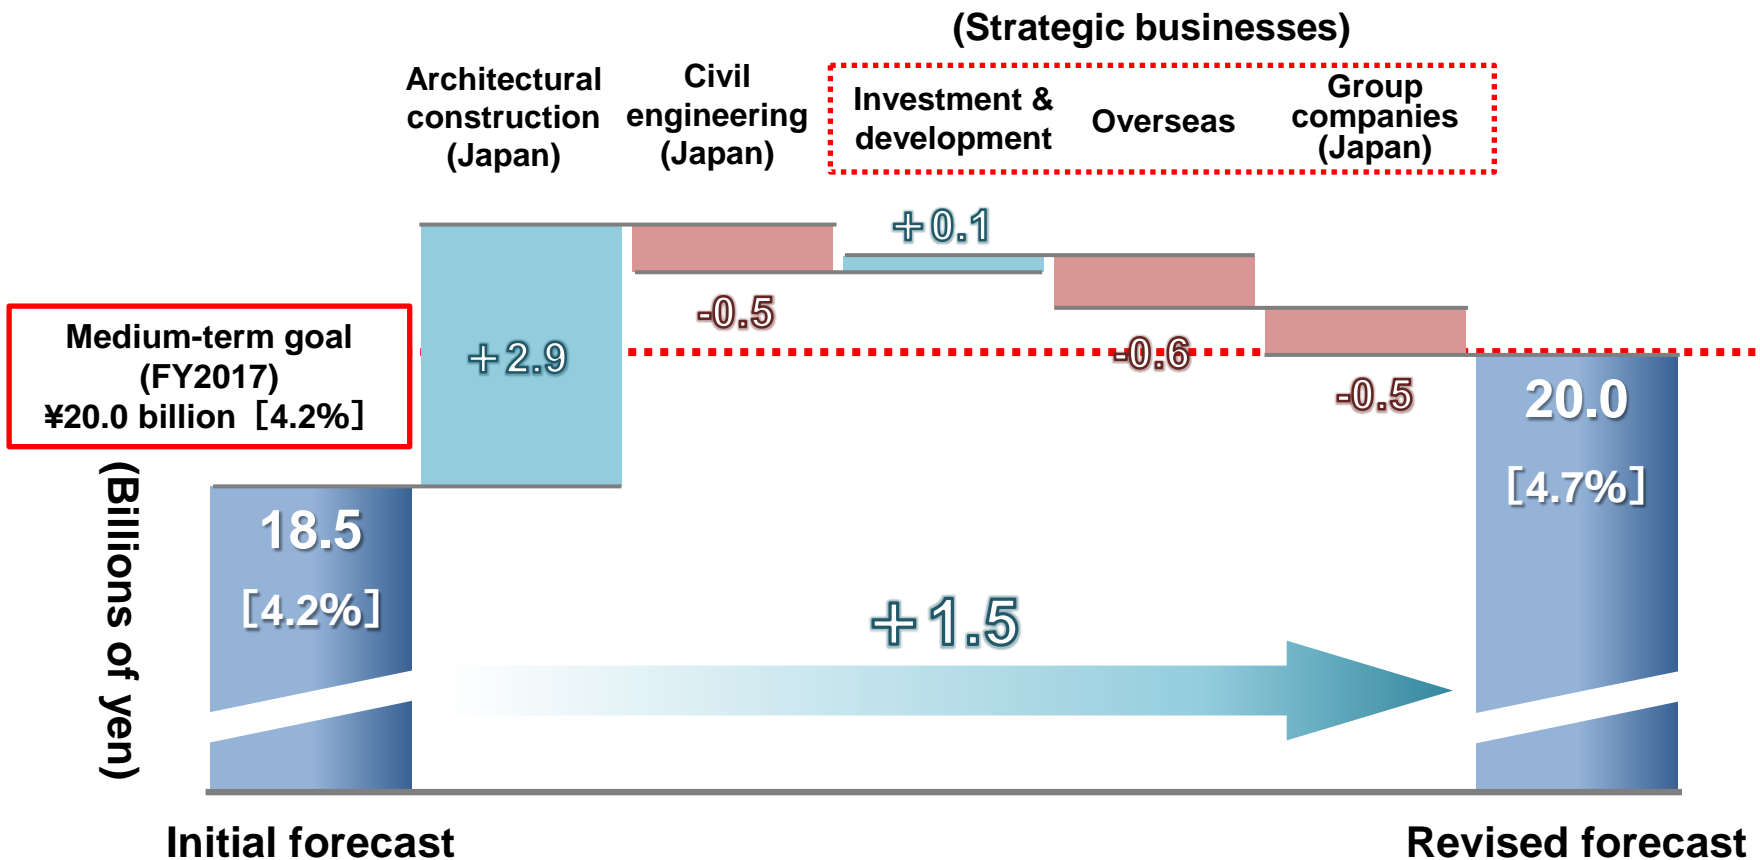 (Strategic businesses)
Architectural
construction
(Japan)
Civil
engineering
(Japan)
Investment &
development
Overseas
Group
companies
(Japan)
+0.1
-0.5
+2.9
-0.6
-0.5
Medium-term goal
(FY2017)
¥20.0 billion [4.2%]
(Billions of yen)
18.5
[4.2%]
+1.5
20.0
[4.7%]
Initial forecast
Revised forecast